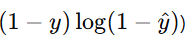 (1 − y) log(1 − ŷ))